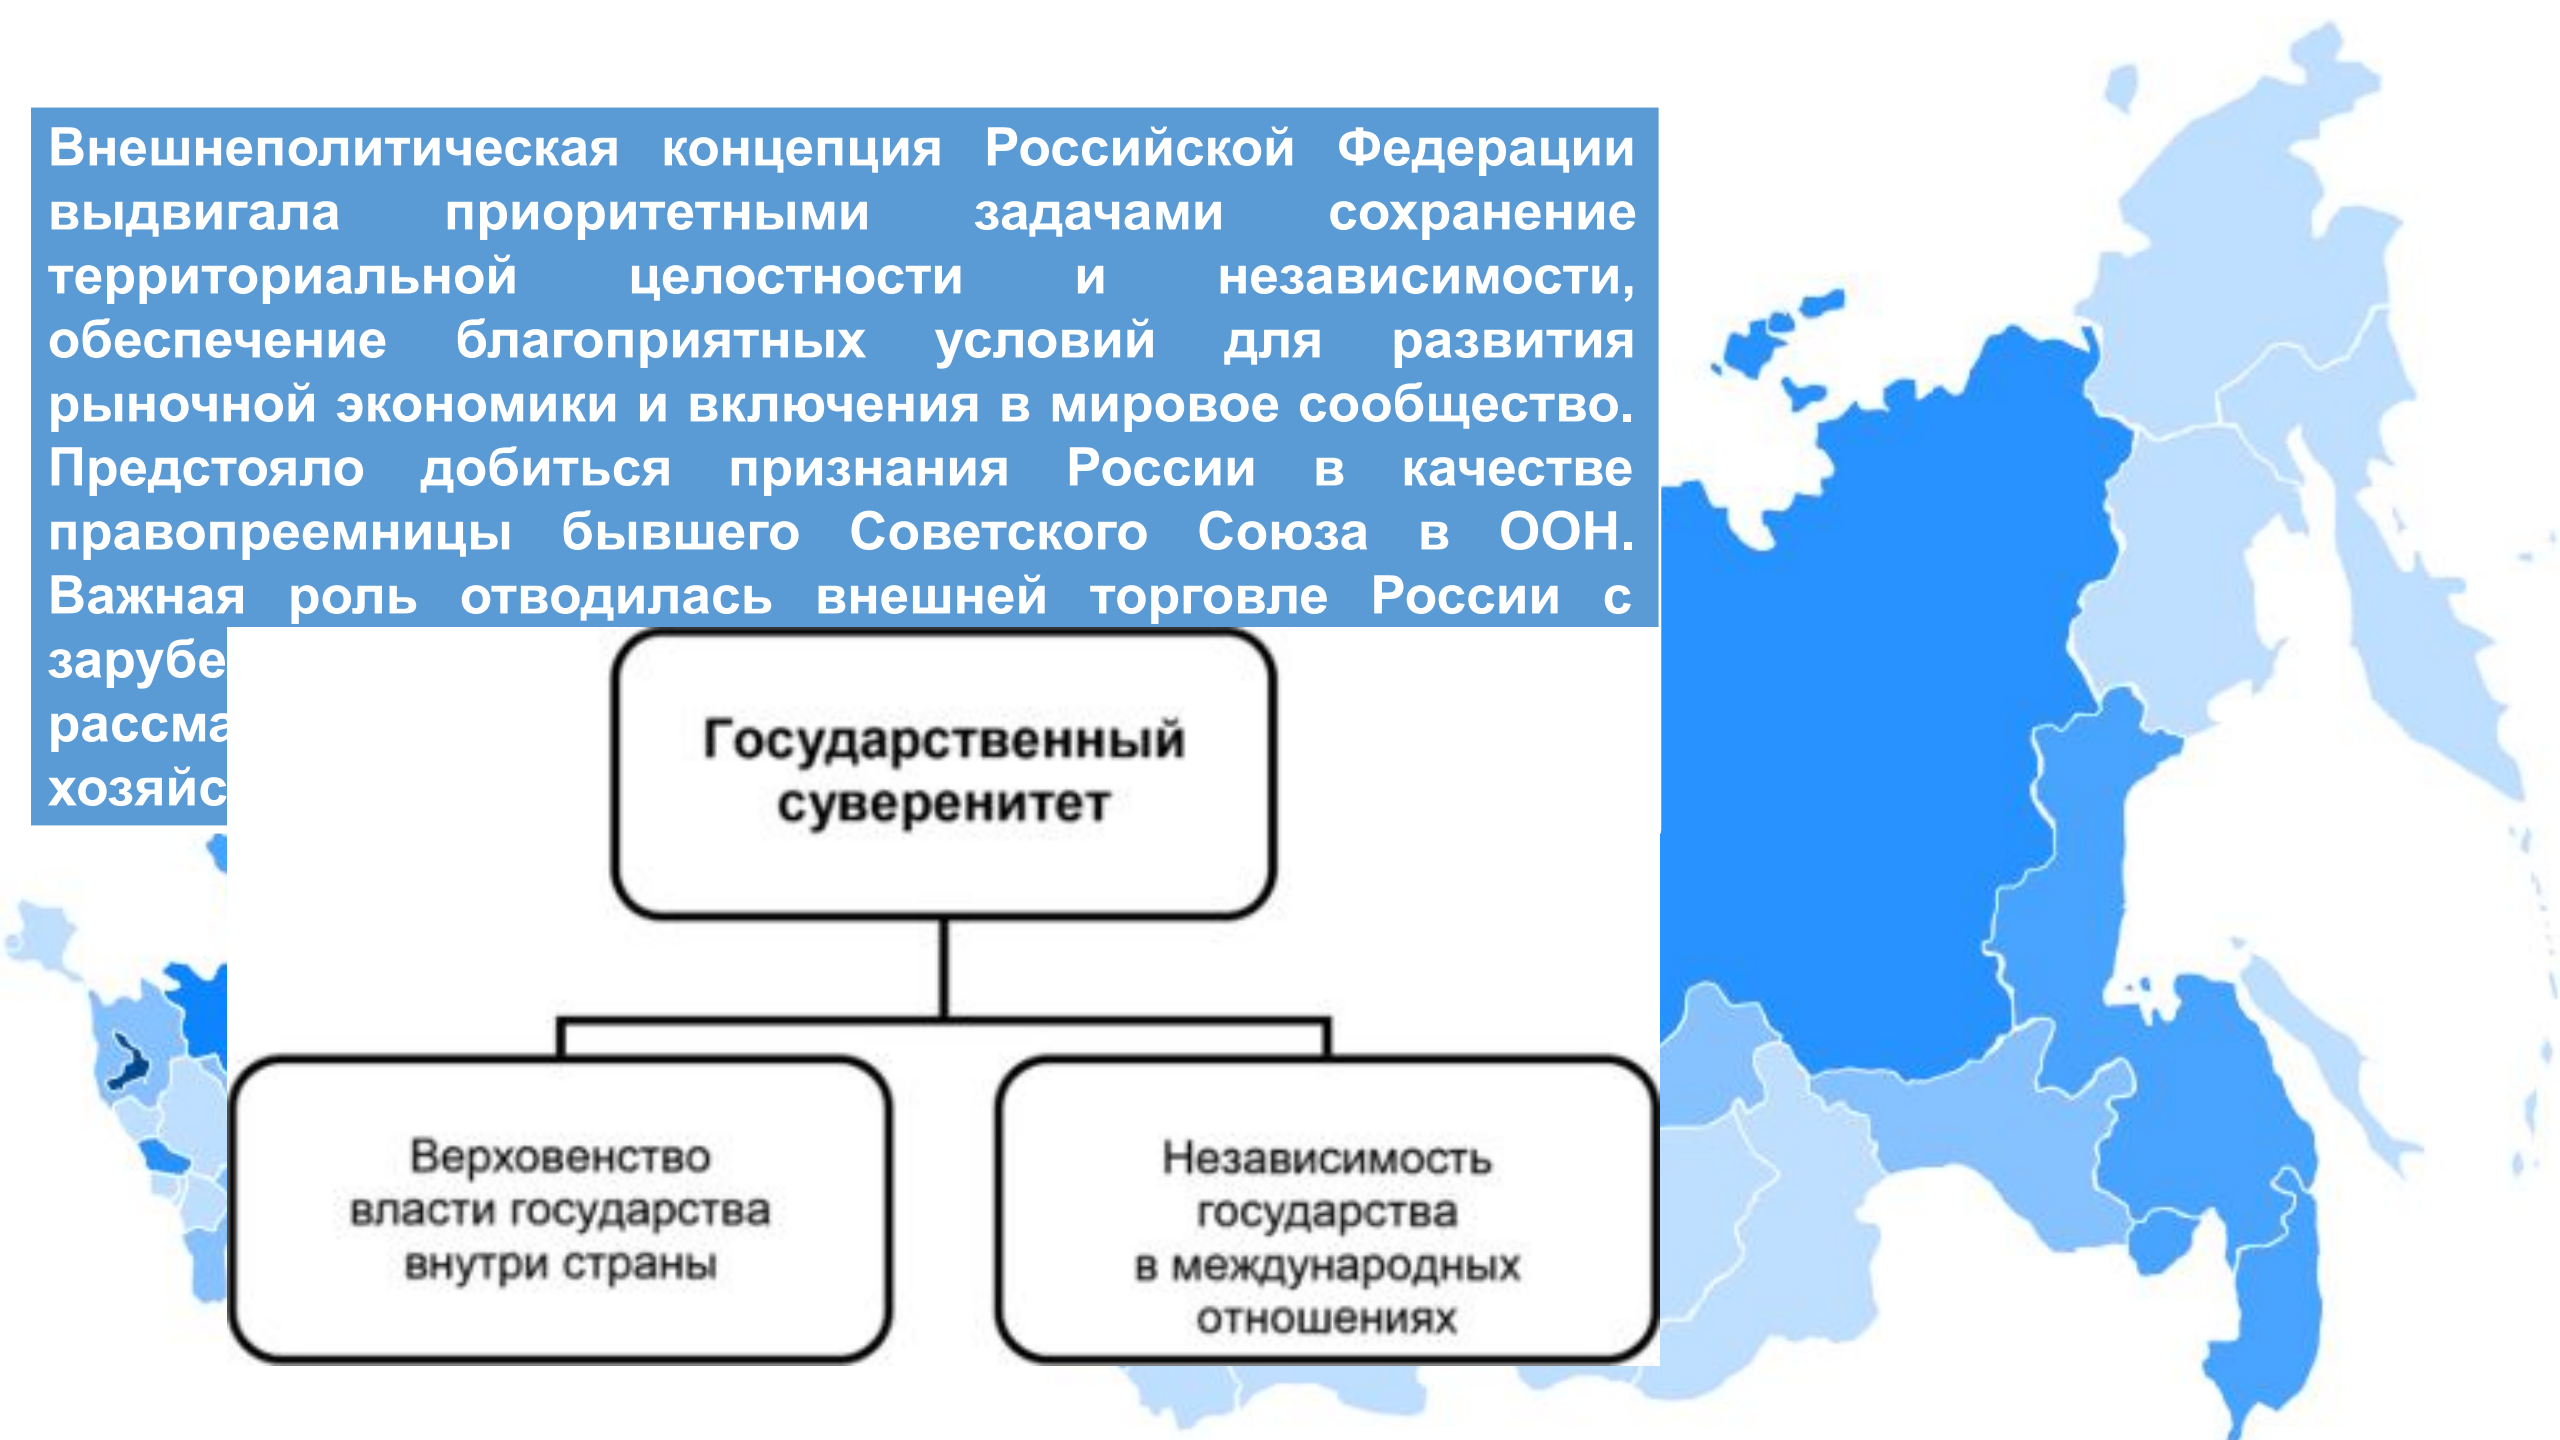 Внешнеполитическая концепция Российской Федерации
выдвигала приоритетными задачами сохранение
территориальной целостности и независимости,
обеспечение благоприятных условий для развития
рыночной экономики и включения в мировое сообщество.
Предстояло добиться признания России в качестве
правопреемницы бывшего Советского Союза в ООН.
Важная роль отводилась внешней торговле России с
зарубе
рассма
хозяйс
Государственный
суверенитет
Верховенство
власти государства
внутри страны
Независимость
государства
в международных
отношениях